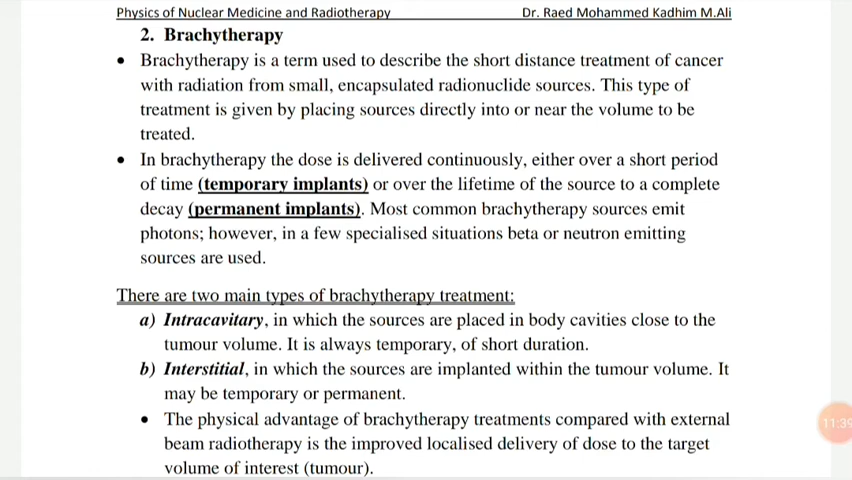 Physics of Nuclear Medicine and Radiotherapy Dr. Raed Mohammed Kadhim M.Ali
2. Brachytherapy
• Brachytherapy is a term used to describe the short distance treatment of cancer
with radiation from small, encapsulated radionuclide sources. This type of
treatment is given by placing sources directly into or near the volume to be
treated.
• In brachytherapy the dose is delivered continuously, either over a short period
of time (temporary implants) or over the lifetime of the source to a complete
decay (permanent implants). Most common brachytherapy sources emit
photons; however, in a few specialised situations beta or neutron emitting
sources are used.
There are two main types of brachytherapy treatment:
a) Intracavitary, in which the sources are placed in body cavities close to the
tumour volume. It is always temporary, of short duration.
b) Interstitial, in which the sources are implanted within the tumour volume. It
may be temporary or permanent.
• The physical advantage of brachytherapy treatments compared with external
beam radiotherapy is the improved localised delivery of dose to the target
volume of interest (tumour).
11:39